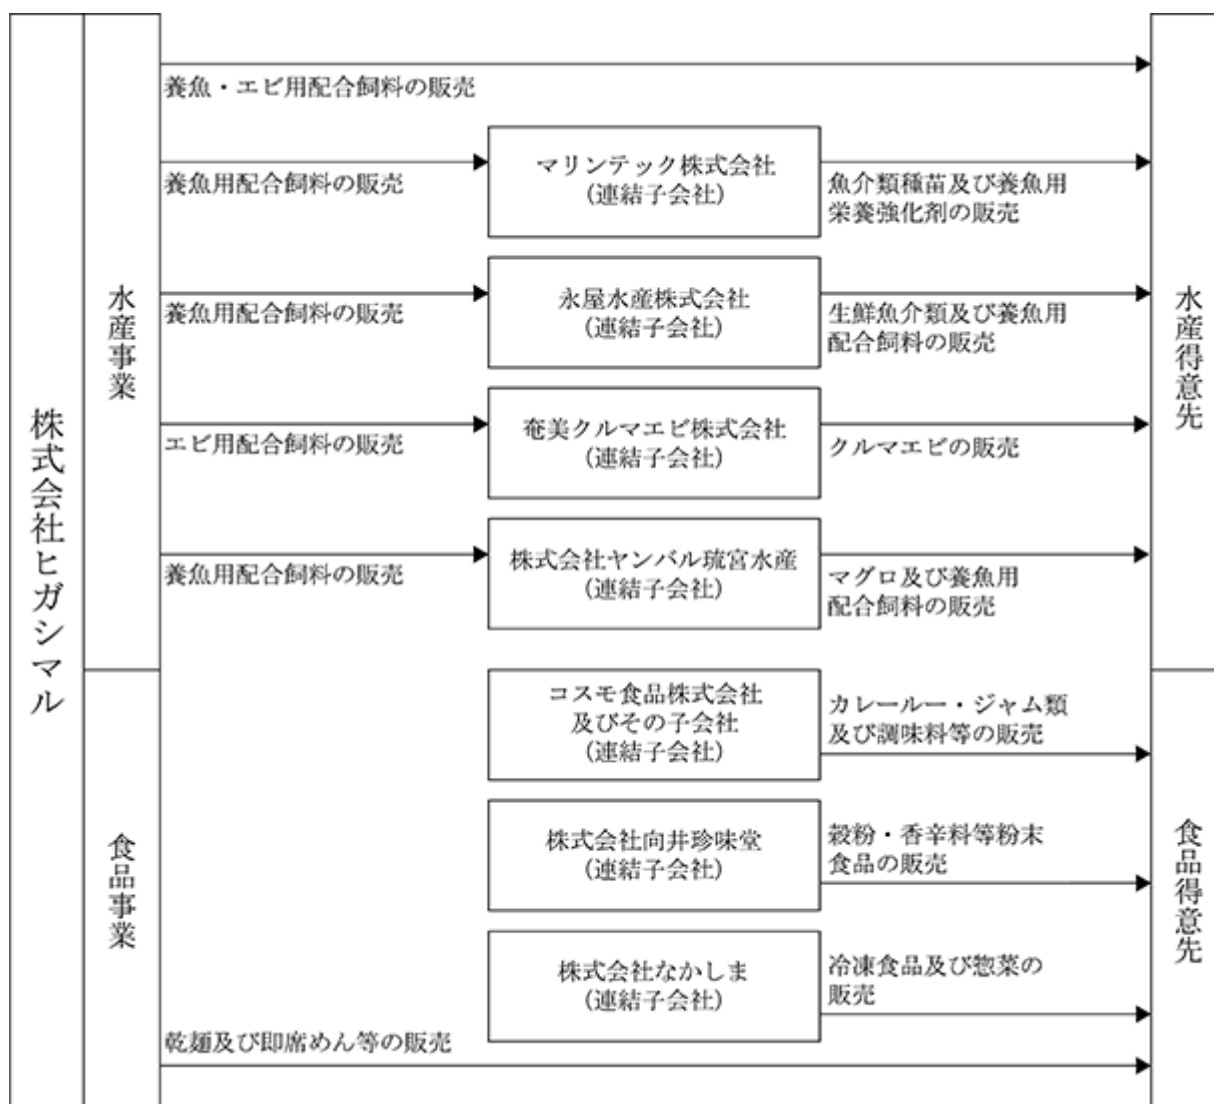 株式会社ヒガシマル
水産事業
養魚・エビ用配合飼料の販売
養魚用配合飼料の販売
マリンテック株式会社
(連結子会社)
魚介類種苗及び養魚用
栄養強化剤の販売
養魚用配合飼料の販売
永屋水産株式会社
(連結子会社)
生鮮魚介類及び養魚用
配合飼料の販売
エビ用配合飼料の販売
奄美クルマエビ株式会社
(連結子会社)
クルマエビの販売
養魚用配合飼料の販売
株式会社ヤンバル琉宮水産
(連結子会社)
マグロ及び養魚用
配合飼料の販売
水産得意先
食品事業
コスモ食品株式会社
及びその子会社
(連結子会社)
カレールー・ジャム類
及び調味料等の販売
株式会社向井珍味堂
(連結子会社)
穀粉・香辛料等粉末
食品の販売
株式会社なかしま
(連結子会社)
冷凍食品及び惣菜の
販売
乾麺及び即席めん等の販売
食品得意先